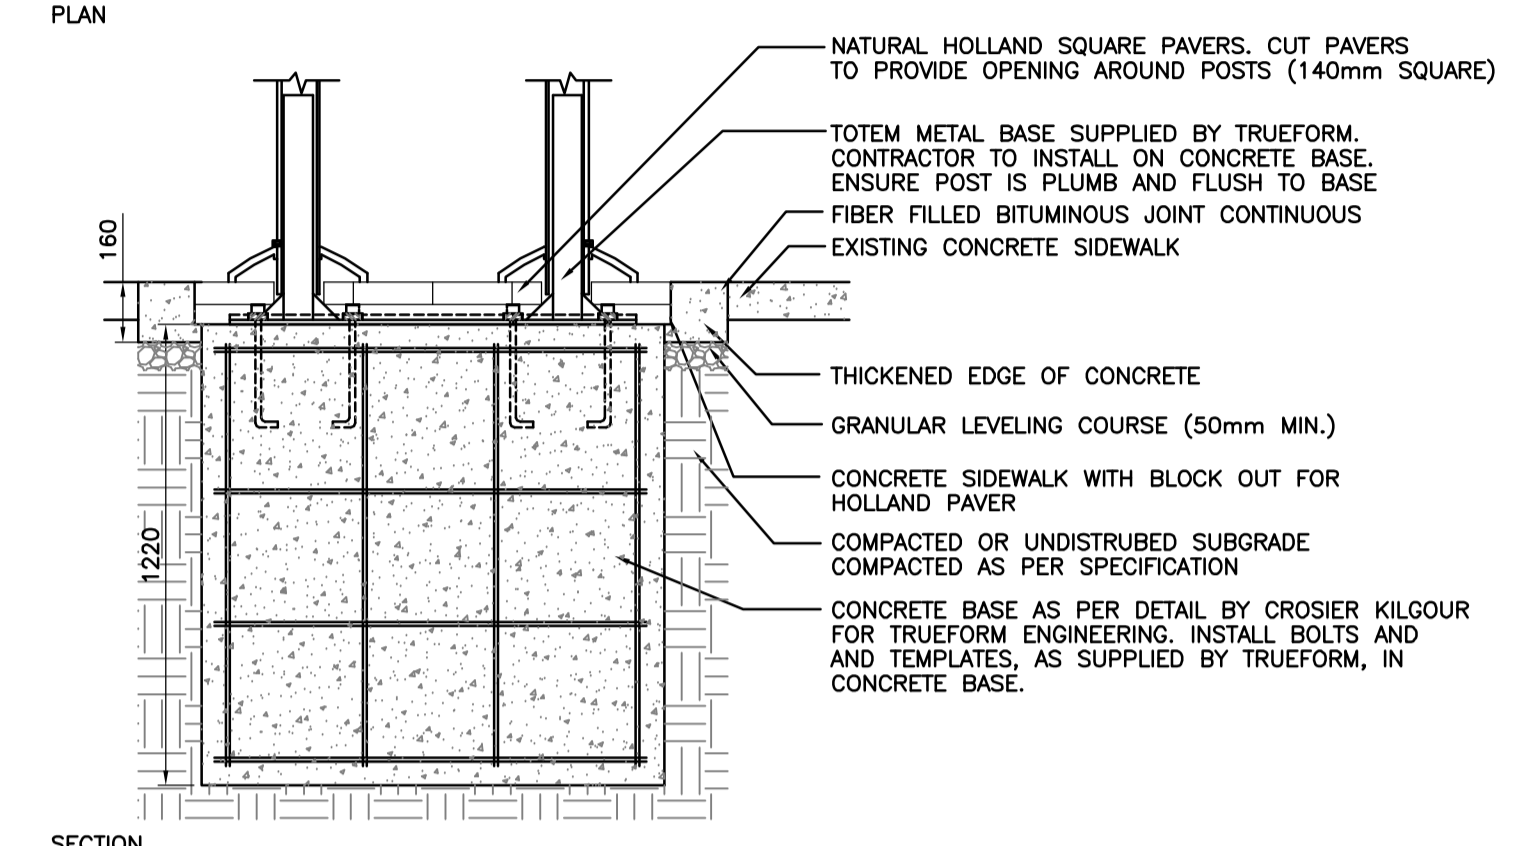 PLAN
NATURAL HOLLAND SQUARE PAVERS. CUT PAVERS
TO PROVIDE OPENING AROUND POSTS (140mm SQUARE)
TOTEM METAL BASE SUPPLIED BY TRUEFORM.
CONTRACTOR TO INSTALL ON CONCRETE BASE.
ENSURE POST IS PLUMB AND FLUSH TO BASE
FIBER FILLED BITUMINOUS JOINT CONTINUOUS
EXISTING CONCRETE SIDEWALK
160
THICKENED EDGE OF CONCRETE
GRANULAR LEVELING COURSE (50mm MIN.)
CONCRETE SIDEWALK WITH BLOCK OUT FOR
HOLLAND PAVER
1220
COMPACTED OR UNDISTRUBED SUBGRADE
COMPACTED AS PER SPECIFICATION
CONCRETE BASE AS PER DETAIL BY CROSIER KILGOUR
FOR TRUEFORM ENGINEERING. INSTALL BOLTS AND
AND TEMPLATES, AS SUPPLIED BY TRUEFORM, IN
CONCRETE BASE.
SECTION